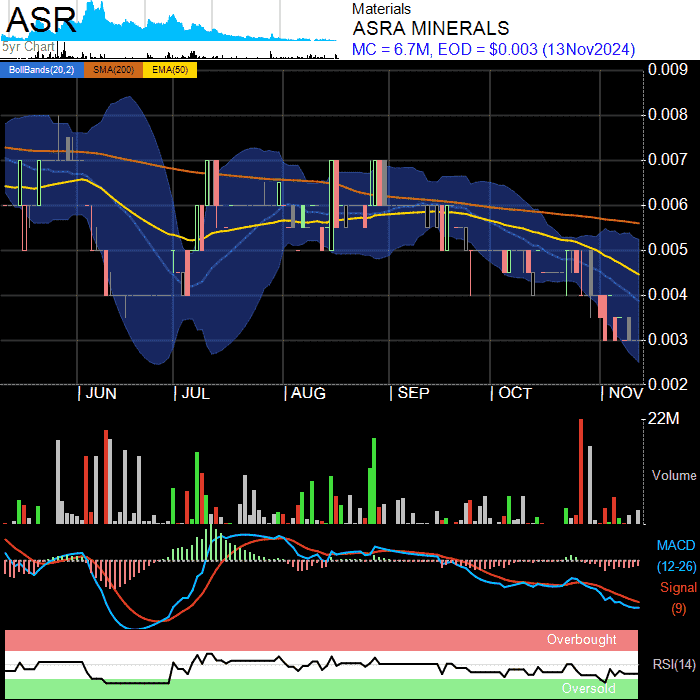 ASR
5yr Chart
Materials
ASRA MINERALS
MC = 6.7M, EOD = $0.003 (13Nov2024)
BollBands(20,2) SMA(200) EMA(50)
0.009
0.008
0.007
0.006
0.005
0.004
0.003
0.002
| JUN | JUL | AUG | SEP | OCT | NOV
22M
Volume
MACD
(12-26)
Signal
(9)
Overbought
RSI(14)
Oversold